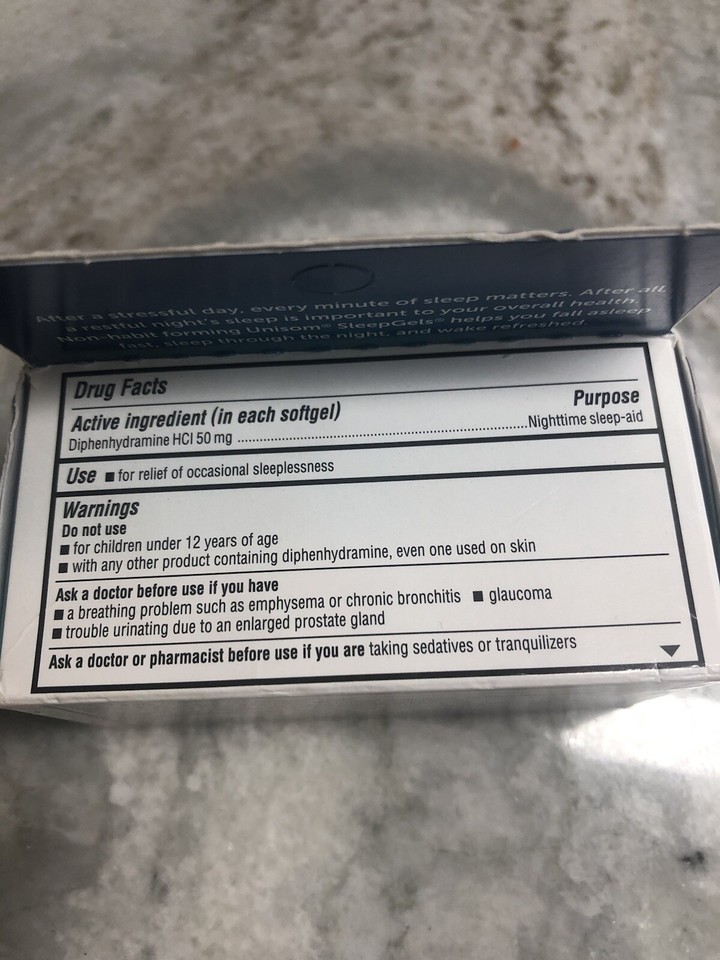 After a stressful day, every minute of sleep matters. After all,
a restful night's sleep is important to your overall health.
Non-habit forming Unisom® SleepGels® helps you fall asleep
fast, sleep through the night, and wake refreshed.
Drug Facts
Active ingredient (in each softgel) Purpose
Diphenhydramine HCl 50 mg ........................................Nighttime sleep-aid
Use ■ for relief of occasional sleeplessness
Warnings
Do not use
■ for children under 12 years of age
■ with any other product containing diphenhydramine, even one used on skin
Ask a doctor before use if you have
■ a breathing problem such as emphysema or chronic bronchitis ■ glaucoma
■ trouble urinating due to an enlarged prostate gland
Ask a doctor or pharmacist before use if you are taking sedatives or tranquilizers